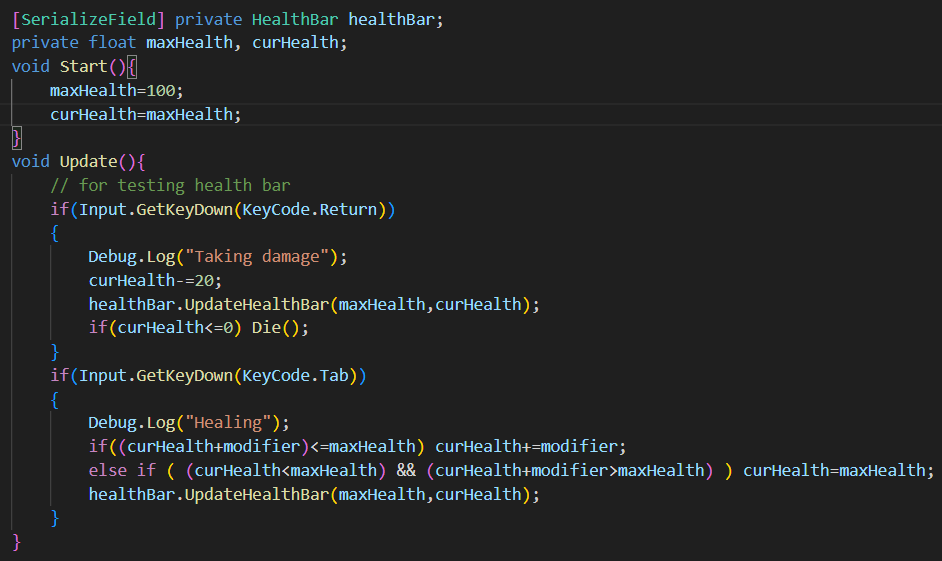 [SerializeField] private HealthBar healthBar;
private float maxHealth, curHealth;
void Start(){
    maxHealth=100;
    curHealth=maxHealth;
}
void Update(){
    // for testing health bar
    if(Input.GetKeyDown(KeyCode.Return))
    {
        Debug.Log("Taking damage");
        curHealth-=20;
        healthBar.UpdateHealthBar(maxHealth,curHealth);
        if(curHealth<=0) Die();
    }
    if(Input.GetKeyDown(KeyCode.Tab))
    {
        Debug.Log("Healing");
        if((curHealth+modifier)<=maxHealth) curHealth+=modifier;
        else if ( (curHealth<maxHealth) && (curHealth+modifier>maxHealth) ) curHealth=maxHealth;
        healthBar.UpdateHealthBar(maxHealth,curHealth);
    }
}